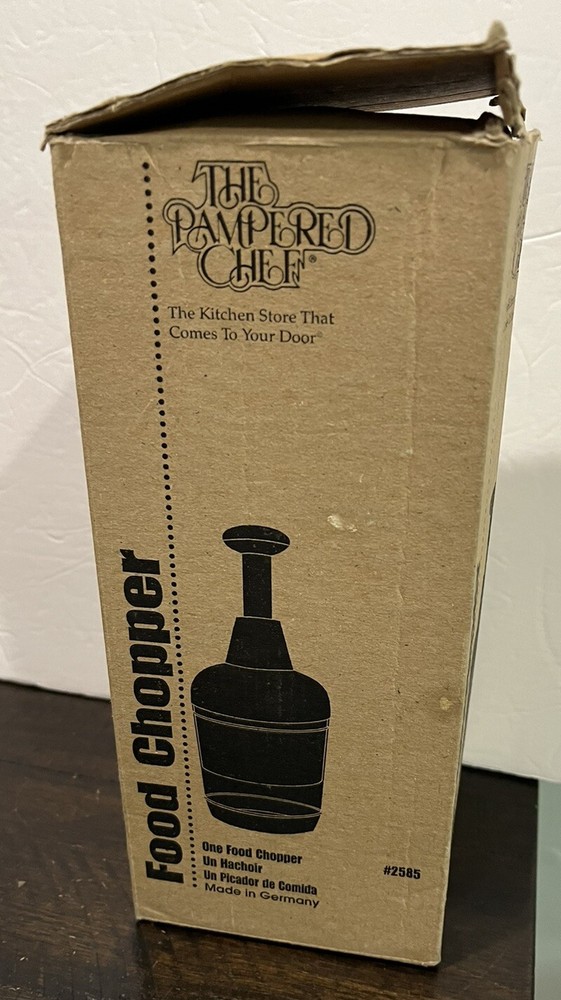 THE
PAMPERED
CHEF®
The Kitchen Store That
Comes To Your Door®
Food Chopper
One Food Chopper
Un Hachoir
Un Picador de Comida
Made in Germany
#2585